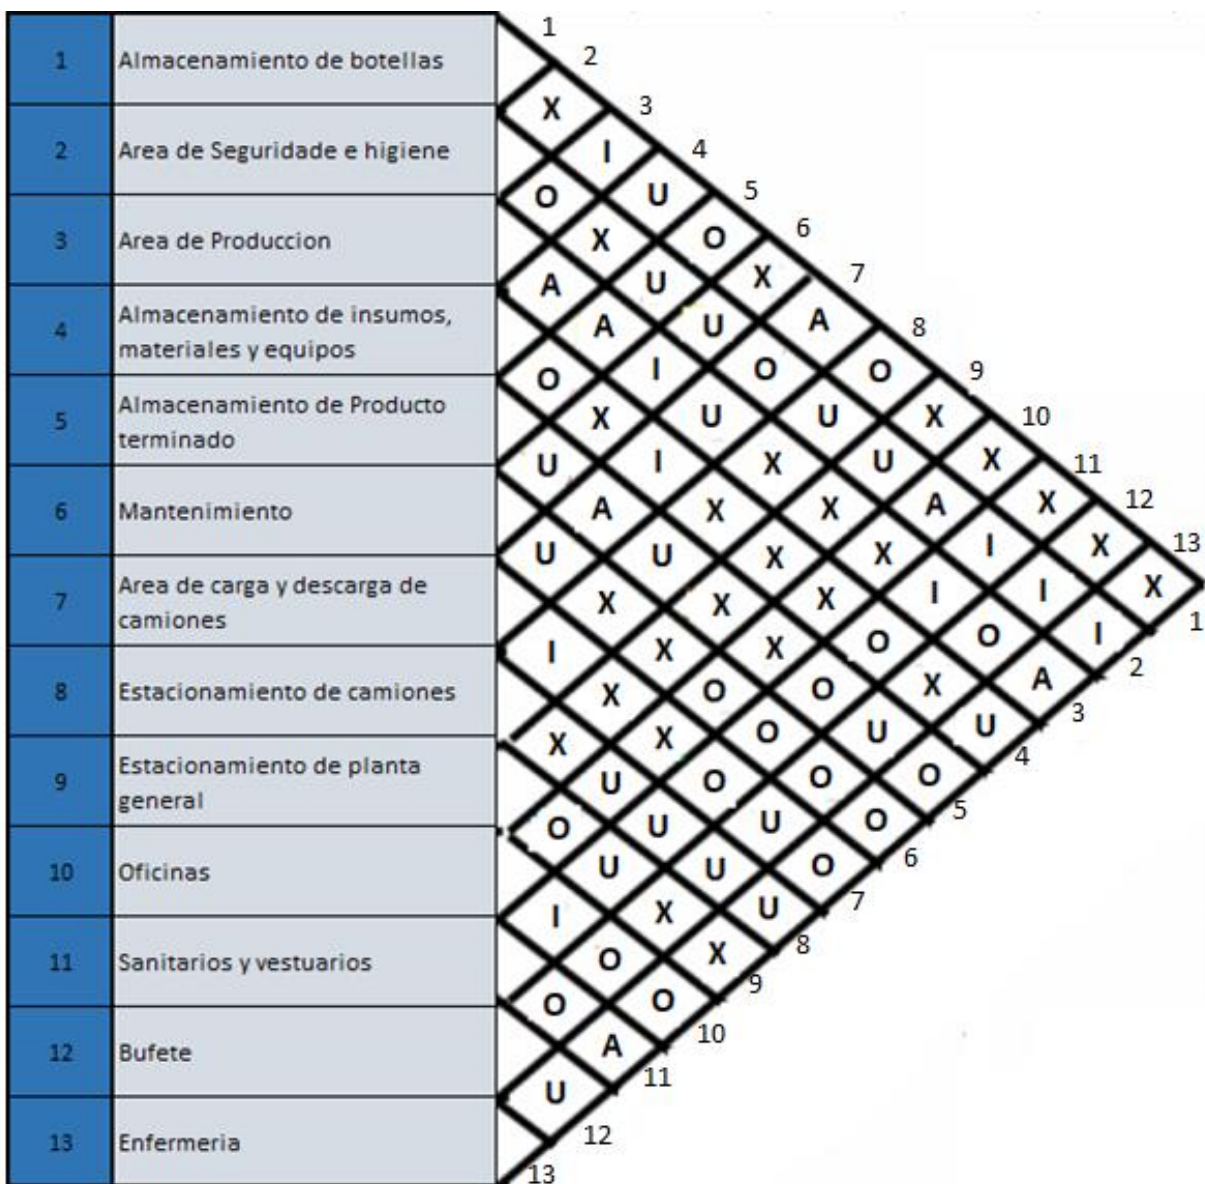 1 Almacenamiento de botellas
2 Area de Seguridade e higiene
3 Area de Produccion
4 Almacenamiento de insumos,
materiales y equipos
5 Almacenamiento de Producto
terminado
6 Mantenimiento
7 Area de carga y descarga de
camiones
8 Estacionamiento de camiones
9 Estacionamiento de planta
general
10 Oficinas
11 Sanitarios y vestuarios
12 Bufete
13 Enfermeria
1 2 3 4 5 6 7 8 9 10 11 12 13
X I U O X A O X X X X X 1
O X U U O U U A I I I 2
A A I U X X X I O A 3
O X I X X X O X U 4
U A U X X O U O 5
U X X O O O O 6
I X X O U O 7
X U U U U 8
O U X X 9
I O O 10
O A 11
U 12
13